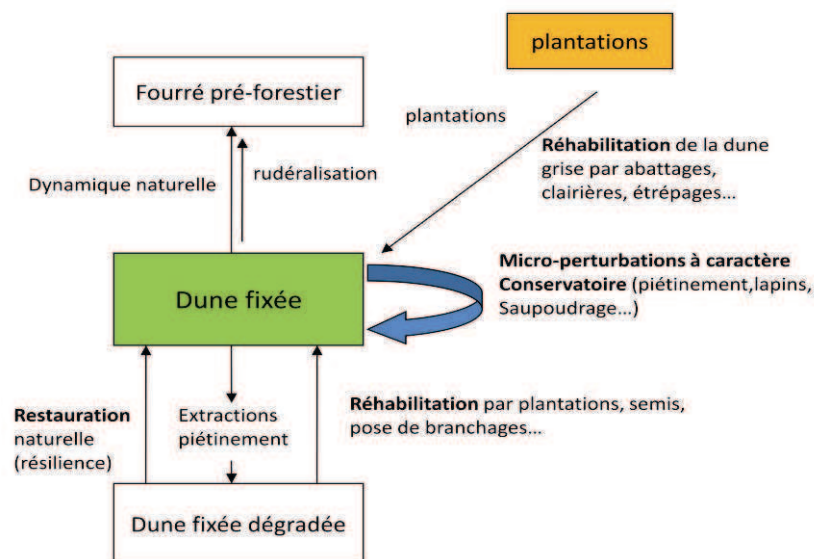 plantations
Fourré pré-forestier
plantations
Réhabilitation de la dune
grise par abattages,
clairières, étrépages...
Dynamique naturelle
rudéralisation
Micro-perturbations à caractère
Conservatoire (piétinement,lapins,
Saupoudrage...)
Dune fixée
Restauration
naturelle
(résilience)
Extractions
piétinement
Réhabilitation par plantations, semis,
pose de branchages...
Dune fixée dégradée